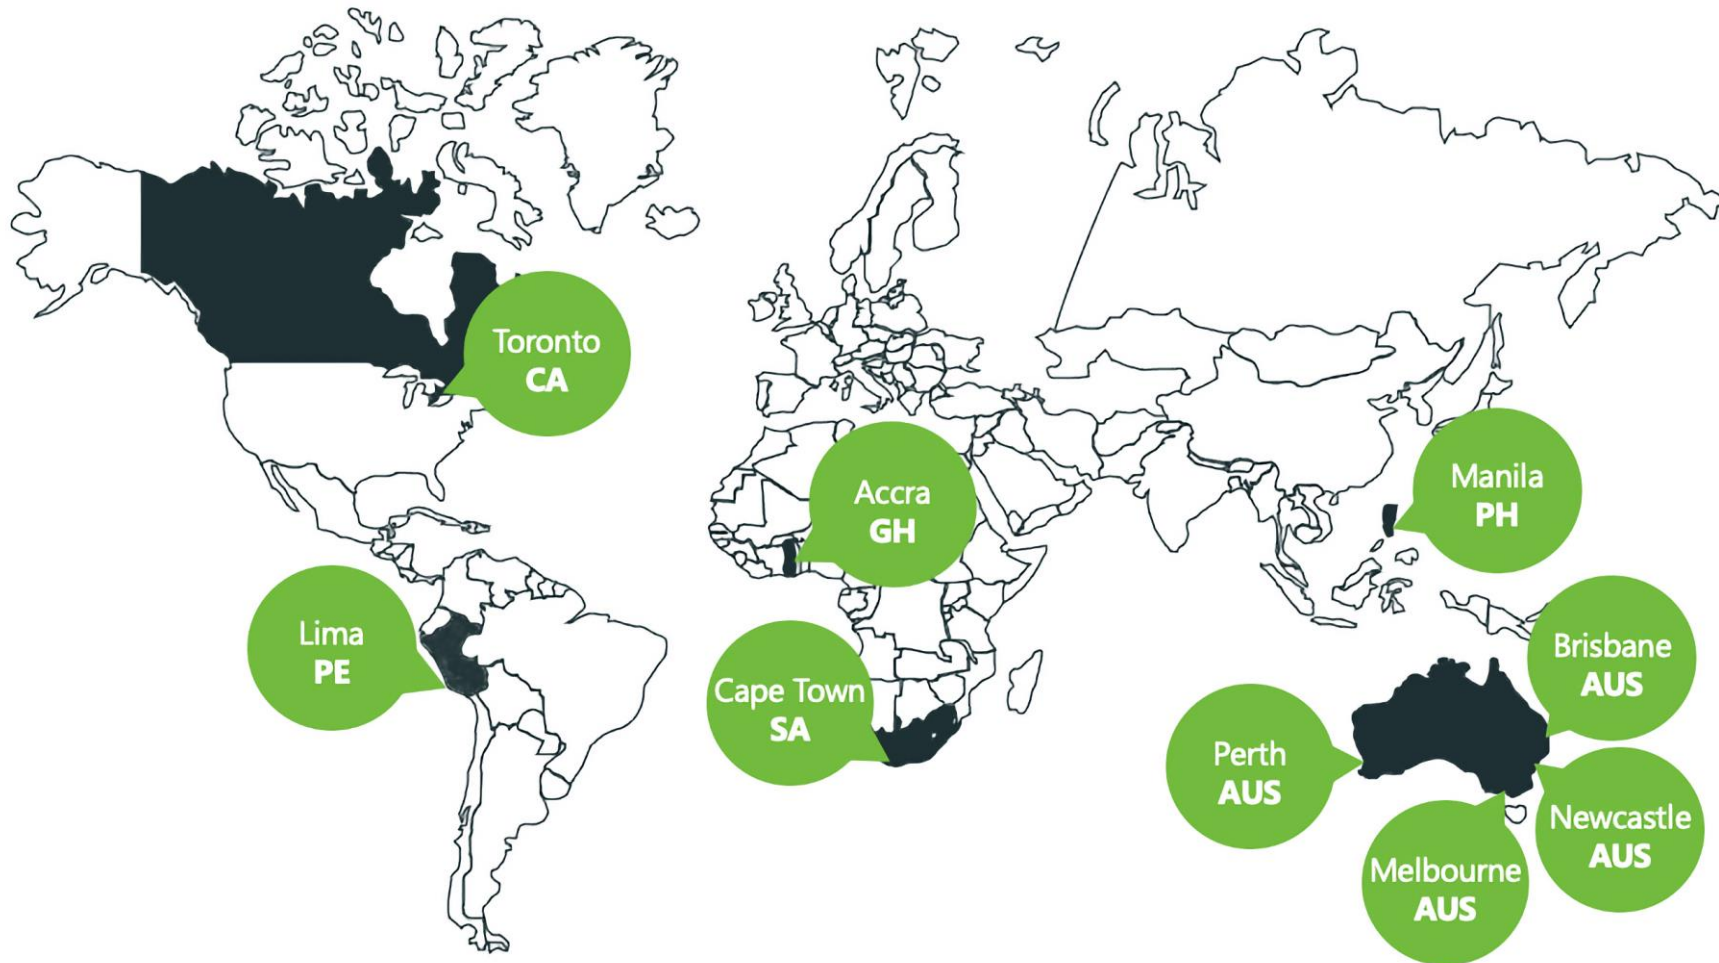 Toronto
CA
Accra
GH
Manila
PH
Lima
PE
Cape Town
SA
Brisbane
AUS
Perth
AUS
Newcastle
AUS
Melbourne
AUS